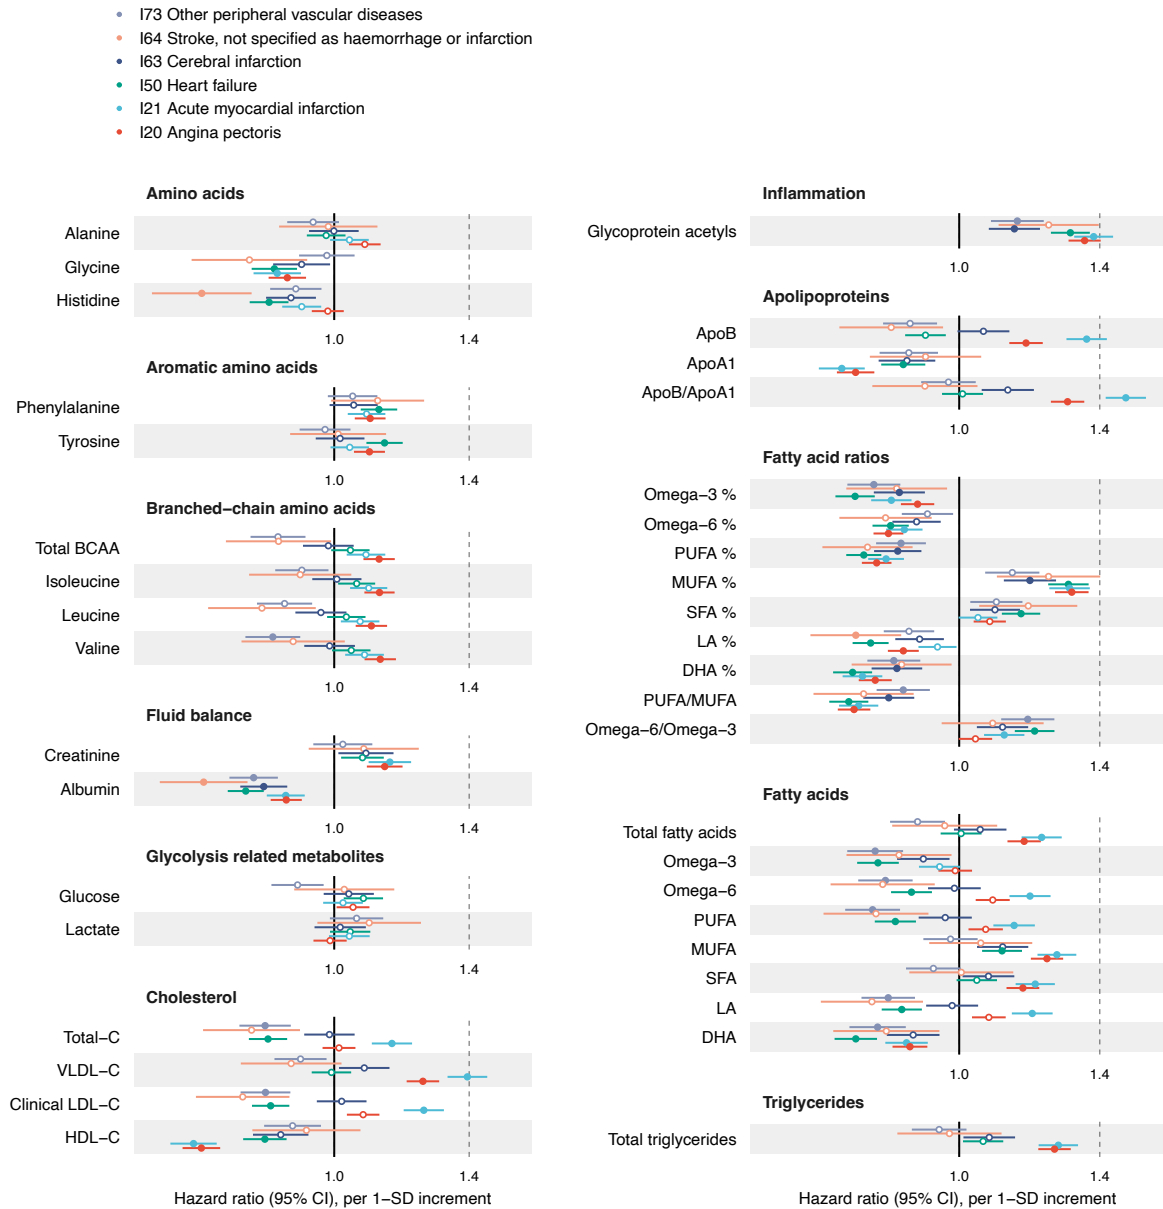 I73 Other peripheral vascular diseases
I64 Stroke, not specified as haemorrhage or infarction
I63 Cerebral infarction
I50 Heart failure
I21 Acute myocardial infarction
I20 Angina pectoris
Amino acids
Alanine
Glycine
Histidine
1.0 1.4
Aromatic amino acids
Phenylalanine
Tyrosine
1.0 1.4
Branched−chain amino acids
Total BCAA
Isoleucine
Leucine
Valine
1.0 1.4
Fluid balance
Creatinine
Albumin
1.0 1.4
Glycolysis related metabolites
Glucose
Lactate
1.0 1.4
Cholesterol
Total−C
VLDL−C
Clinical LDL−C
HDL−C
1.0 1.4
Hazard ratio (95% CI), per 1−SD increment
Inflammation
Glycoprotein acetyls
1.0 1.4
Apolipoproteins
ApoB
ApoA1
ApoB/ApoA1
1.0 1.4
Fatty acid ratios
Omega−3 %
Omega−6 %
PUFA %
MUFA %
SFA %
LA %
DHA %
PUFA/MUFA
Omega−6/Omega−3
1.0 1.4
Fatty acids
Total fatty acids
Omega−3
Omega−6
PUFA
MUFA
SFA
LA
DHA
1.0 1.4
Triglycerides
Total triglycerides
1.0 1.4
Hazard ratio (95% CI), per 1−SD increment